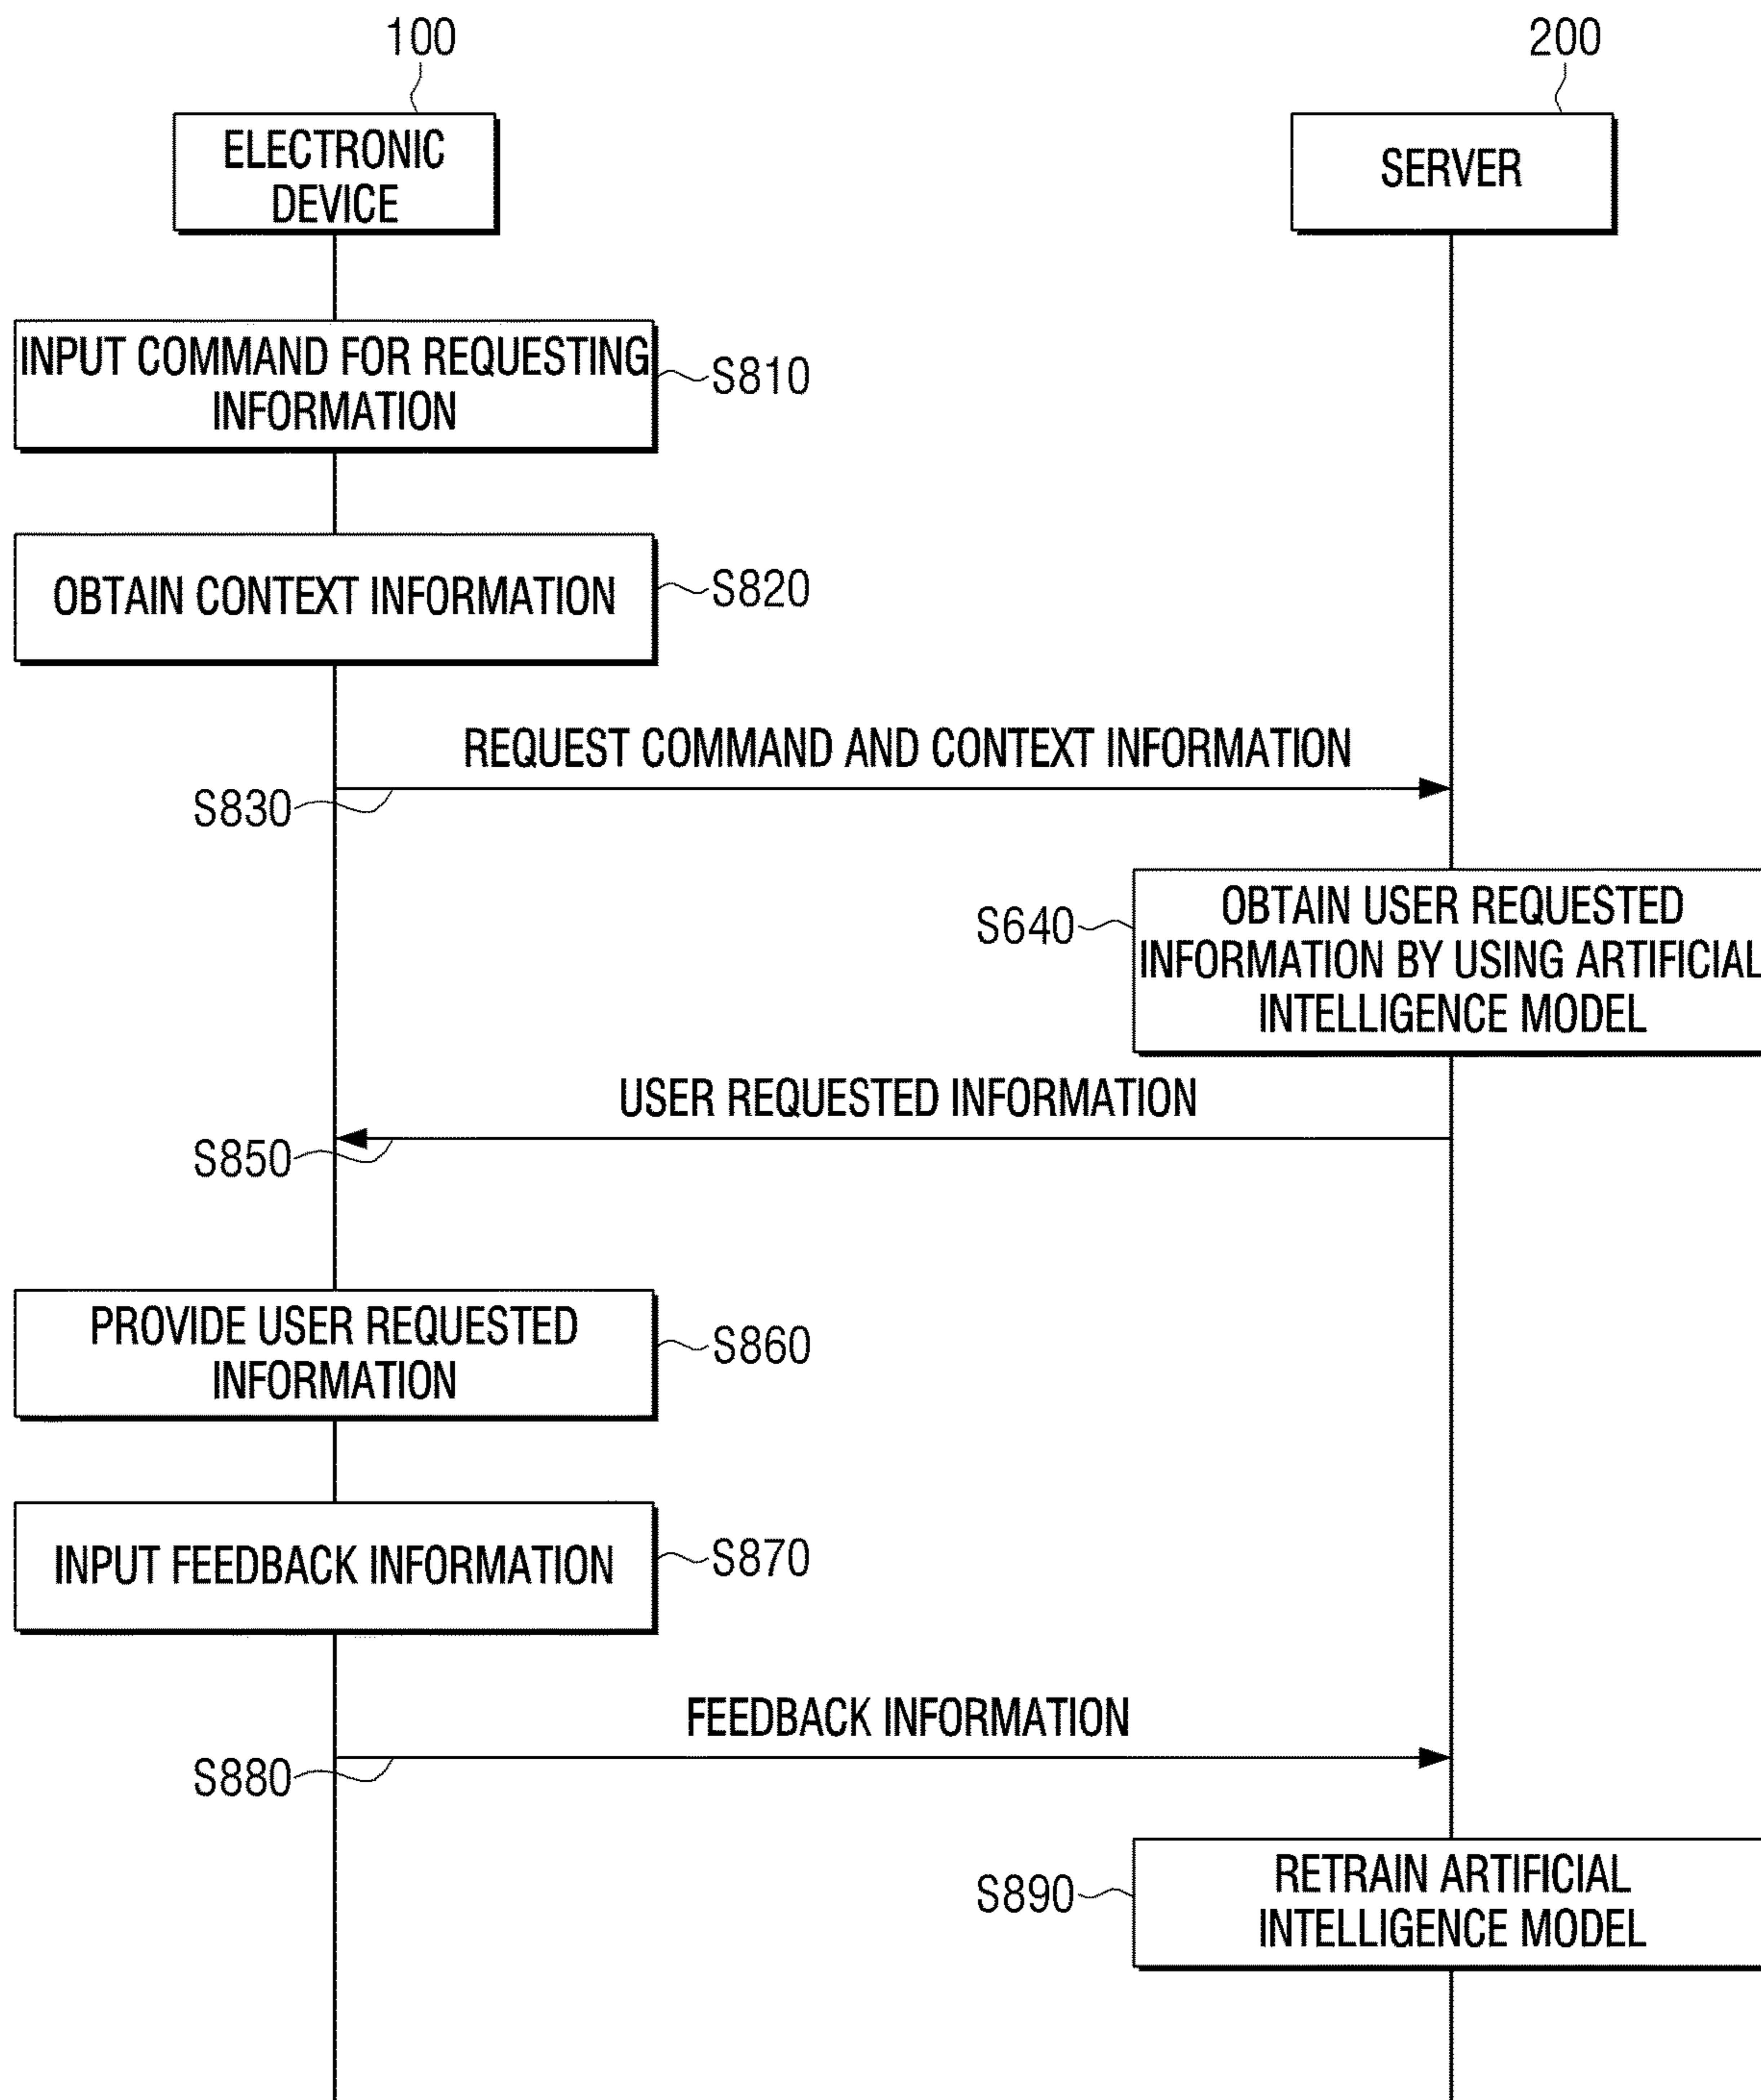 100
200
ELECTRONIC
DEVICE
SERVER
INPUT COMMAND FOR REQUESTING
INFORMATION
S810
OBTAIN CONTEXT INFORMATION
S820
REQUEST COMMAND AND CONTEXT INFORMATION
S830
S640
OBTAIN USER REQUESTED
INFORMATION BY USING ARTIFICIAL
INTELLIGENCE MODEL
USER REQUESTED INFORMATION
S850
PROVIDE USER REQUESTED
INFORMATION
S860
INPUT FEEDBACK INFORMATION
S870
FEEDBACK INFORMATION
S880
S890
RETRAIN ARTIFICIAL
INTELLIGENCE MODEL